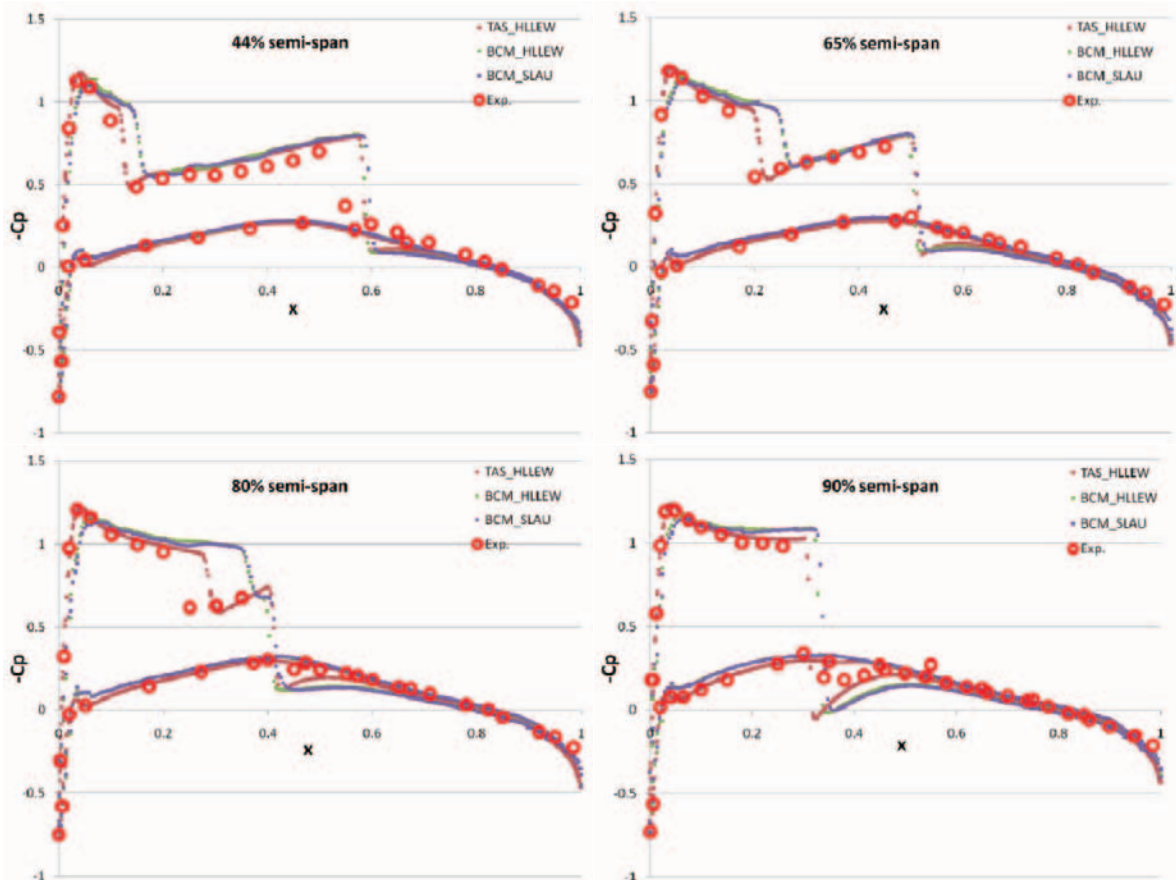 44% semi-span
TAS_HLLEW
BCM_HLLEW
BCM_SLAU
Exp.
1.5
1
0.5
0
-0.5
-1
-Cp
0
0.2
0.4
0.6
0.8
1
x
65% semi-span
TAS_HLLEW
BCM_HLLEW
BCM_SLAU
Exp.
1.5
1
0.5
0
-0.5
-1
-Cp
0
0.2
0.4
0.6
0.8
1
x
80% semi-span
TAS_HLLEW
BCM_HLLEW
BCM_SLAU
Exp.
1.5
1
0.5
0
-0.5
-1
-Cp
0
0.2
0.4
0.6
0.8
1
x
90% semi-span
TAS_HLLEW
BCM_HLLEW
BCM_SLAU
Exp.
1.5
1
0.5
0
-0.5
-1
-Cp
0
0.2
0.4
0.6
0.8
1
x